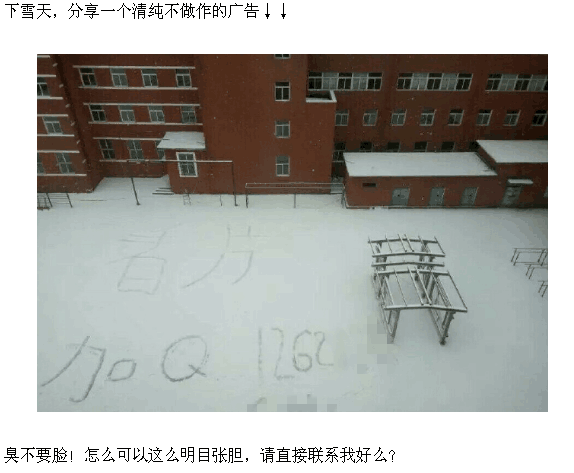 下雪天，分享一个清纯不做作的广告↓↓
看片
加Q 1262
臭不要脸！怎么可以这么明目张胆，请直接联系我好么？